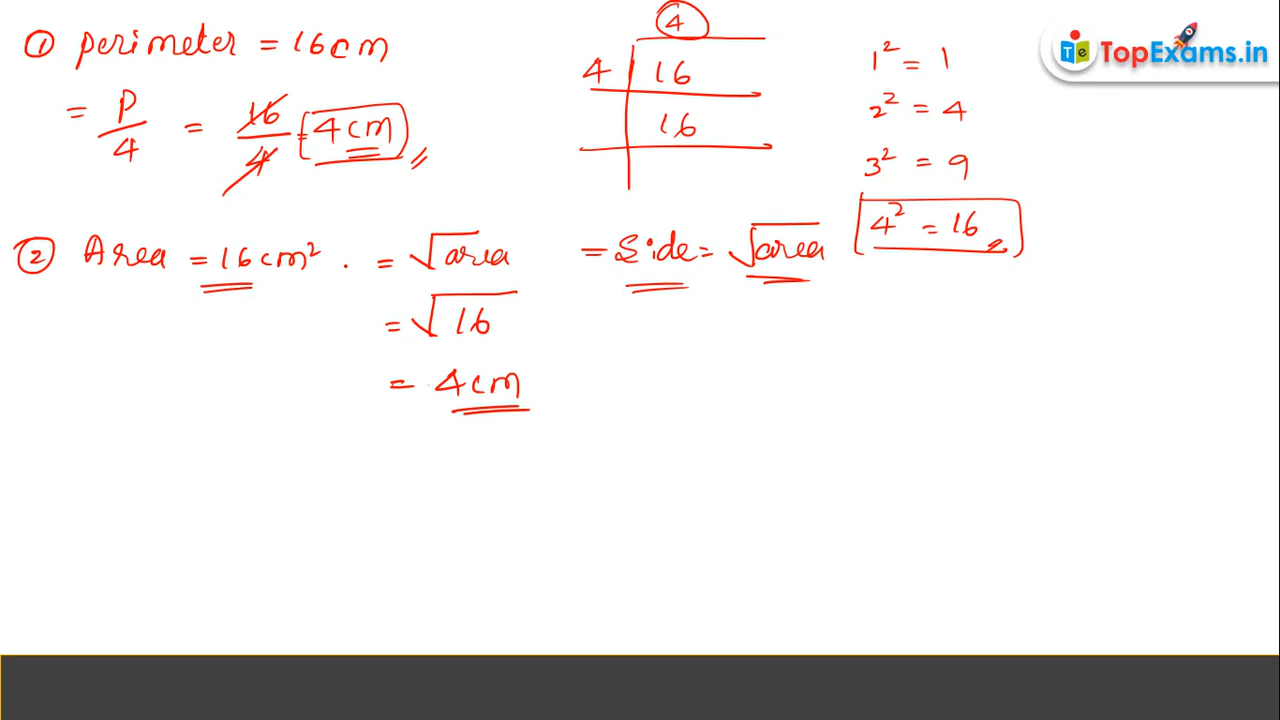 ① Perimeter = 16cm
= P/4 = 16/4 = 4cm
4
4 | 16
16
1² = 1
2² = 4
3² = 9
4² = 16
② Area = 16cm² . = √area
= √16
= 4cm
= Side = √area
Te TopExams.in